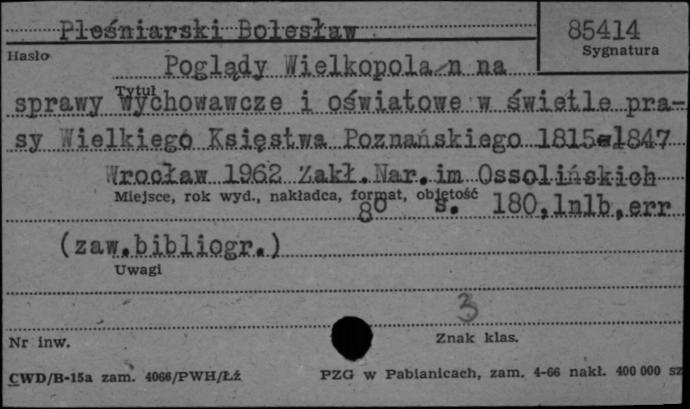 Pleśniarski Bolesław
85414
Hasło
Sygnatura
Poglądy Wielkopolan na
Tytuł
sprawy wychowawcze i oświatowe w świetle pra-
sy Wielkiego Księstwa Poznańskiego 1815-1847
Wrocław 1962 Zakł.Nar.im Ossolińskich
Miejsce, rok wyd., nakładca, format, objętość
8° s. 180,1nlb,err
(zaw.bibliogr.)
Uwagi
3
Nr inw.
Znak klas.
CWD/B-15a zam. 4066/PWH/Łź
PZG w Pabianicach, zam. 4-66 nakł. 400 000 sz